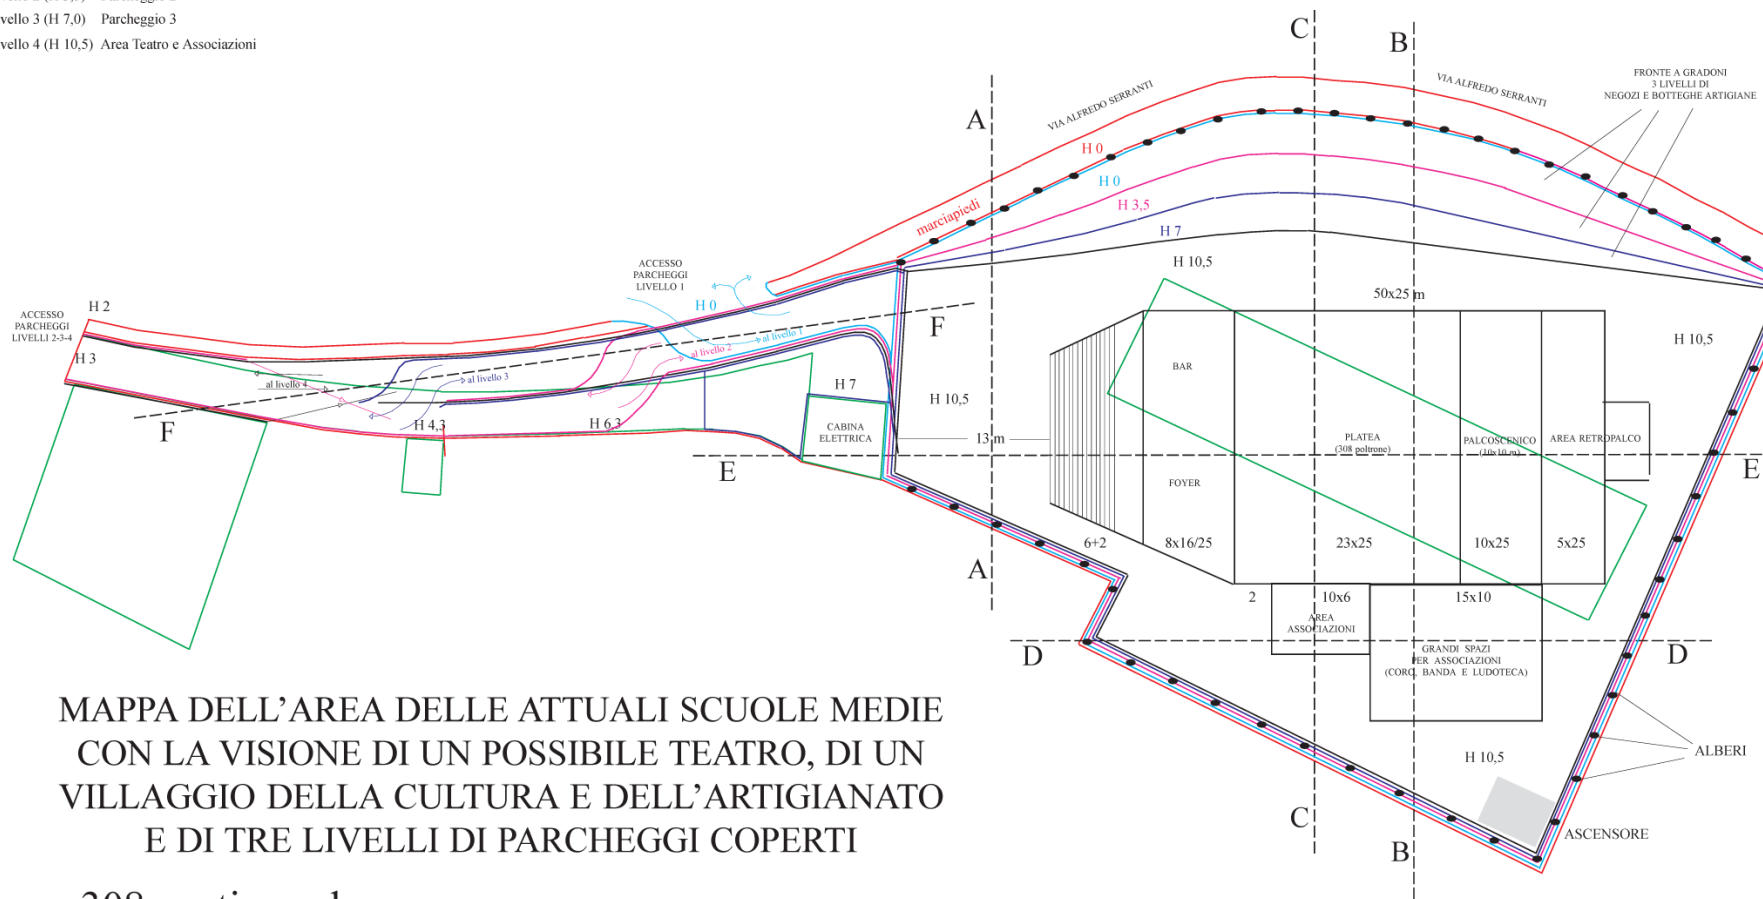 vello 3 (H 7,0) Parcheggio 3
vello 4 (H 10,5) Area Teatro e Associazioni
C
B
A
VIA ALFREDO SERRANTI
VIA ALFREDO SERRANTI
FRONTE A GRADONI
3 LIVELLI DI
NEGOZI E BOTTEGHE ARTIGIANE
H 0
H 0
H 3,5
H 7
marciapiedi
H 10,5
50x25 m
H 10,5
ACCESSO
PARCHEGGI
LIVELLO 1
H 0
H 2
ACCESSO
PARCHEGGI
LIVELLI 2-3-4
H 3
F
al livello 1
al livello 2
al livello 3
al livello 4
F
H 4,3
H 6,3
H 7
CABINA
ELETTRICA
H 10,5
13 m
E
E
BAR
FOYER
PLATEA
(308 poltrone)
PALCOSCENICO
(10x10 m)
AREA RETROPALCO
6+2
8x16/25
23x25
10x25
5x25
A
2
10x6
15x10
AREA
ASSOCIAZIONI
D
D
GRANDI SPAZI
PER ASSOCIAZIONI
(CORO, BANDA E LUDOTECA)
H 10,5
ALBERI
ASCENSORE
C
B
MAPPA DELL'AREA DELLE ATTUALI SCUOLE MEDIE
CON LA VISIONE DI UN POSSIBILE TEATRO, DI UN
VILLAGGIO DELLA CULTURA E DELL'ARTIGIANATO
E DI TRE LIVELLI DI PARCHEGGI COPERTI